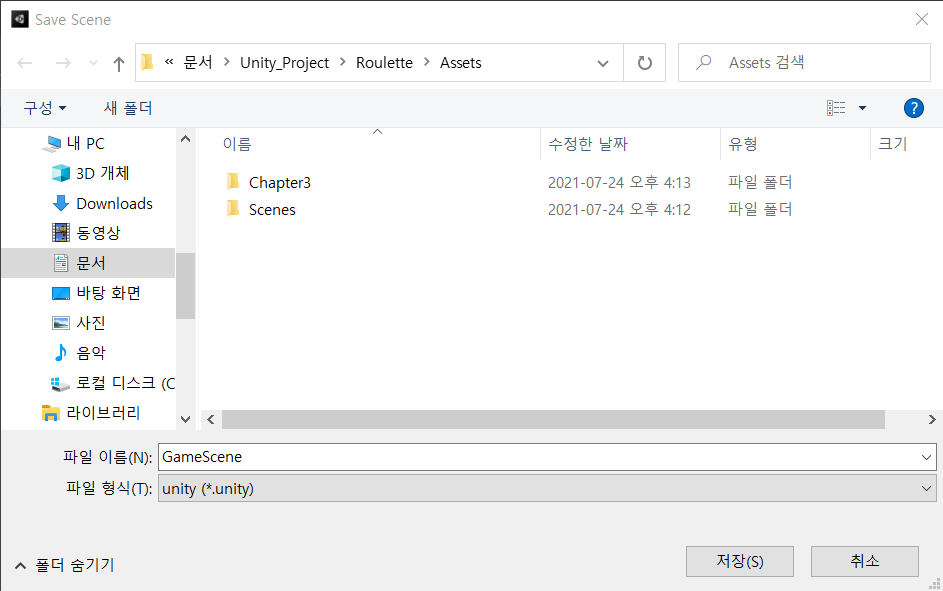 Save Scene
« 문서 > Unity_Project > Roulette > Assets
Assets 검색
구성
새 폴더
?
내 PC
3D 개체
Downloads
동영상
문서
바탕 화면
사진
음악
로컬 디스크 (C
라이브러리
이름 수정한 날짜 유형 크기
Chapter3 2021-07-24 오후 4:13 파일 폴더
Scenes 2021-07-24 오후 4:12 파일 폴더
파일 이름(N): GameScene
파일 형식(T): unity (*.unity)
폴더 숨기기
저장(S)
취소